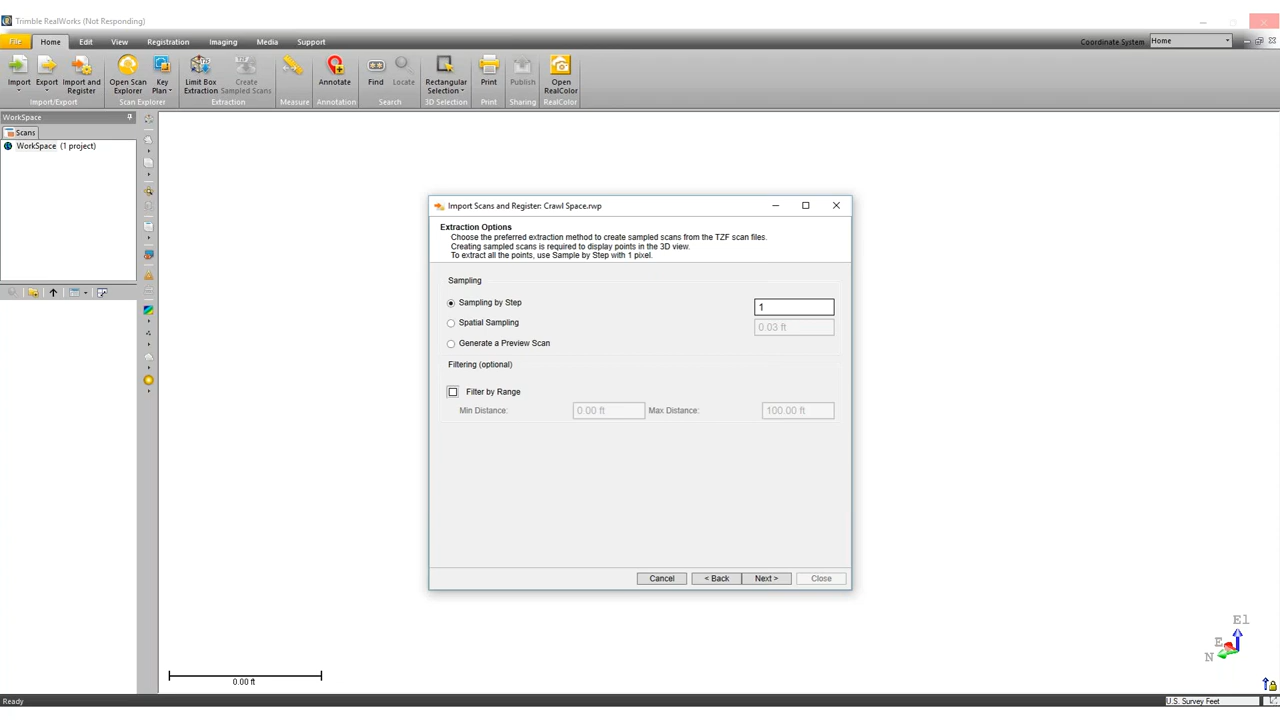 Trimble RealWorks (Not Responding)
File Home Edit View Registration Imaging Media Support Coordinate System Home
Import Export Import and Register Open Scan Explorer Key Plan Limit Box Extraction Create Sampled Scans Annotate Find Locate Rectangular Selection Print Publish Open RealColor
Import/Export Scan Explorer Extraction Measure Annotation Search 3D Selection Print Sharing RealColor
WorkSpace
Scans
WorkSpace (1 project)
Import Scans and Register: Crawl Space.rwp
Extraction Options
Choose the preferred extraction method to create sampled scans from the TZF scan files.
Creating sampled scans is required to display points in the 3D view.
To extract all the points, use Sample by Step with 1 pixel.
Sampling
Sampling by Step 1
Spatial Sampling 0.03 ft
Generate a Preview Scan
Filtering (optional)
Filter by Range
Min Distance: 0.00 ft Max Distance: 100.00 ft
Cancel < Back Next > Close
El
E
N
0.00 ft
Ready U.S. Survey Feet